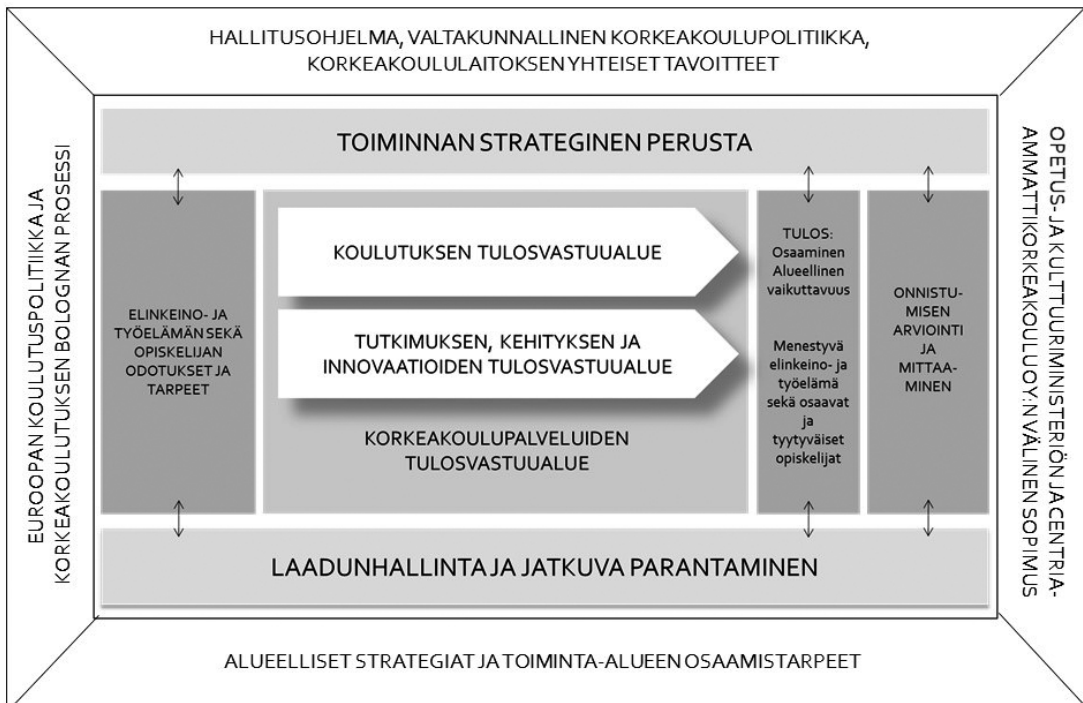 HALLITUSOHJELMA, VALTAKUNNALLINEN KORKEAKOULUPOLITIIKKA,
KORKEAKOULULAITOKSEN YHTEISET TAVOITTEET
EUROOPAN KOULUTUSPOLITIIKKA JA
KORKEAKOULUTUKSEN BOLOGNAN PROSESSI
TOIMINNAN STRATEGINEN PERUSTA
ELINKEINO- JA
TYÖELÄMÄN SEKÄ
OPISKELIJAN
ODOTUKSET JA
TARPEET
KOULUTUKSEN TULOSVASTUUALUE
TUTKIMUKSEN, KEHITYKSEN JA
INNOVAATIOIDEN TULOSVASTUUALUE
KORKEAKOULUPALVELUIDEN
TULOSVASTUUALUE
TULOS:
Osaaminen
Alueellinen
vaikuttavuus
Menestyvä
elinkeino- ja
työelämä
sekä osaavat
ja
tyytyväiset
opiskelijat
ONNISTU-
MISEN
ARVIOINTI
JA
MITTAA-
MINEN
LAADUNHALLINTA JA JATKUVA PARANTAMINEN
OPETUS- JA KULTTUURIMINISTERIÖN JA CENTRIA-
AMMATTIKORKEAKOULU OY:N VÄLINEN SOPIMUS
ALUEELLISET STRATEGIAT JA TOIMINTA-ALUEEN OSAAMISTARPEET